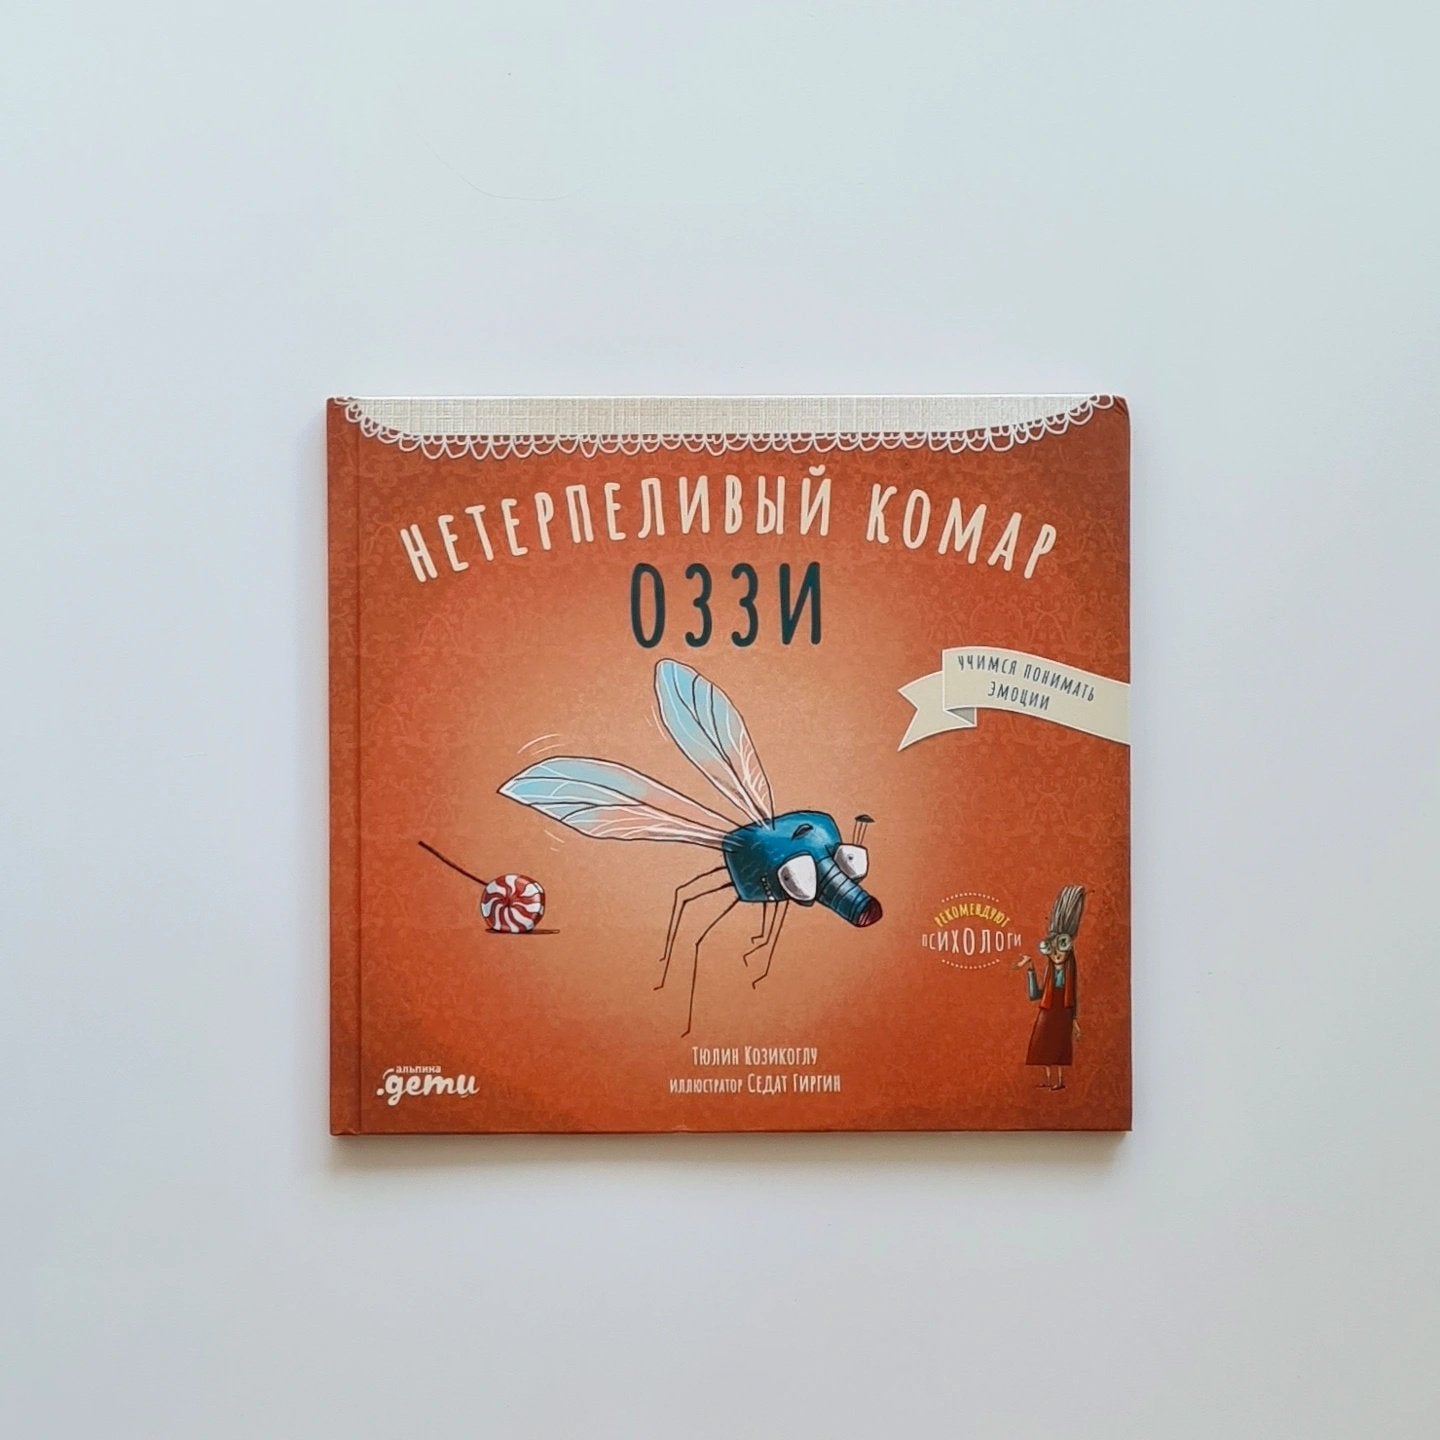 НЕТЕРПЕЛИВЫЙ КОМАР
ОЗЗИ
УЧИМСЯ ПОНИМАТЬ
ЭМОЦИИ
РЕКОМЕНДУЮТ
ПСИХОЛОГИ
ТЮЛИН КОЗИКОГЛУ
ИЛЛЮСТРАТОР СЕДАТ ГИРГИН
альпина
.дети